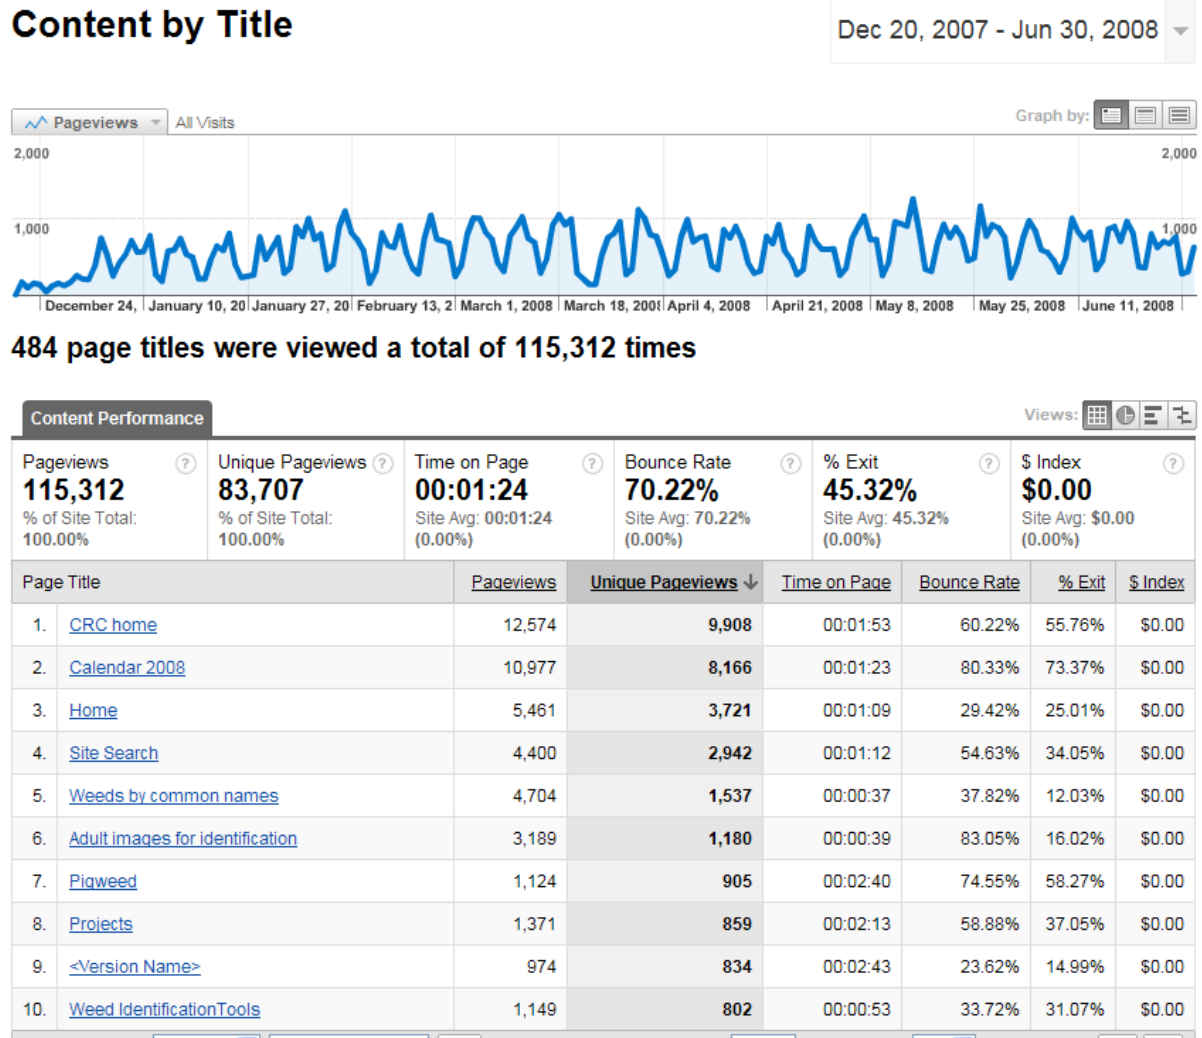 Content by Title
Dec 20, 2007 - Jun 30, 2008
Pageviews All Visits
Graph by:
2,000 2,000
1,000 1,000
December 24, January 10, 20 January 27, 20 February 13, 2 March 1, 2008 March 18, 2008 April 4, 2008 April 21, 2008 May 8, 2008 May 25, 2008 June 11, 2008
484 page titles were viewed a total of 115,312 times
Content Performance
Views:
Pageviews ? Unique Pageviews ? Time on Page ? Bounce Rate ? % Exit ? $ Index ?
115,312 83,707 00:01:24 70.22% 45.32% $0.00
% of Site Total: % of Site Total: Site Avg: 00:01:24 Site Avg: 70.22% Site Avg: 45.32% Site Avg: $0.00
100.00% 100.00% (0.00%) (0.00%) (0.00%) (0.00%)
Page Title Pageviews Unique Pageviews Time on Page Bounce Rate % Exit $ Index
1. CRC home 12,574 9,908 00:01:53 60.22% 55.76% $0.00
2. Calendar 2008 10,977 8,166 00:01:23 80.33% 73.37% $0.00
3. Home 5,461 3,721 00:01:09 29.42% 25.01% $0.00
4. Site Search 4,400 2,942 00:01:12 54.63% 34.05% $0.00
5. Weeds by common names 4,704 1,537 00:00:37 37.82% 12.03% $0.00
6. Adult images for identification 3,189 1,180 00:00:39 83.05% 16.02% $0.00
7. Pigweed 1,124 905 00:02:40 74.55% 58.27% $0.00
8. Projects 1,371 859 00:02:13 58.88% 37.05% $0.00
9. <Version Name> 974 834 00:02:43 23.62% 14.99% $0.00
10. Weed IdentificationTools 1,149 802 00:00:53 33.72% 31.07% $0.00